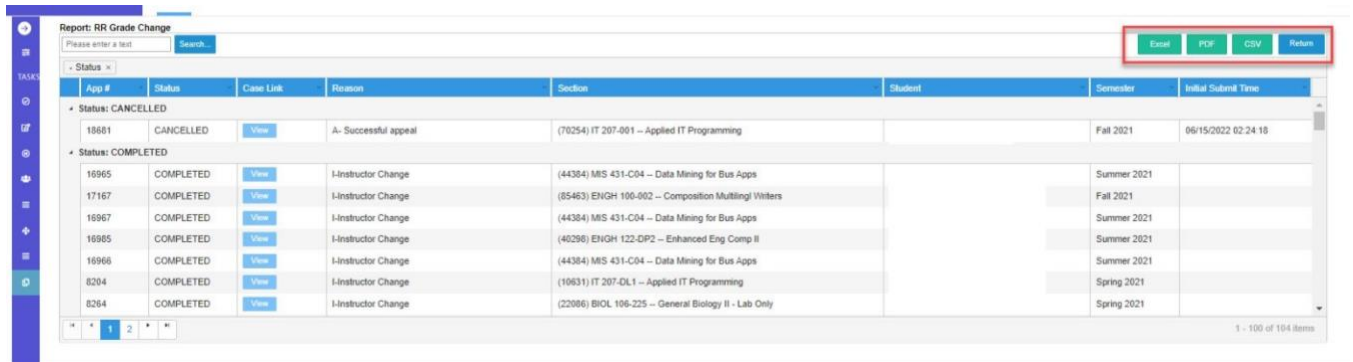 Report: RR Grade Change
Please enter a text Search... Excel PDF CSV Return
Status ×
TASKS
App # Status Case Link Reason Section Student Semester Initial Submit Time
Status: CANCELLED
18681 CANCELLED View A- Successful appeal (70254) IT 207-001 -- Applied IT Programming Fall 2021 06/15/2022 02:24:18
Status: COMPLETED
16965 COMPLETED View I-Instructor Change (44384) MIS 431-C04 -- Data Mining for Bus Apps Summer 2021
17167 COMPLETED View I-Instructor Change (85463) ENGH 100-002 -- Composition Multilingl Writers Fall 2021
16967 COMPLETED View I-Instructor Change (44384) MIS 431-C04 -- Data Mining for Bus Apps Summer 2021
16985 COMPLETED View I-Instructor Change (40298) ENGH 122-DP2 -- Enhanced Eng Comp II Summer 2021
16966 COMPLETED View I-Instructor Change (44384) MIS 431-C04 -- Data Mining for Bus Apps Summer 2021
8204 COMPLETED View I-Instructor Change (10631) IT 207-DL1 -- Applied IT Programming Spring 2021
8264 COMPLETED View I-Instructor Change (22086) BIOL 106-225 -- General Biology II - Lab Only Spring 2021
1 2 1 - 100 of 104 items